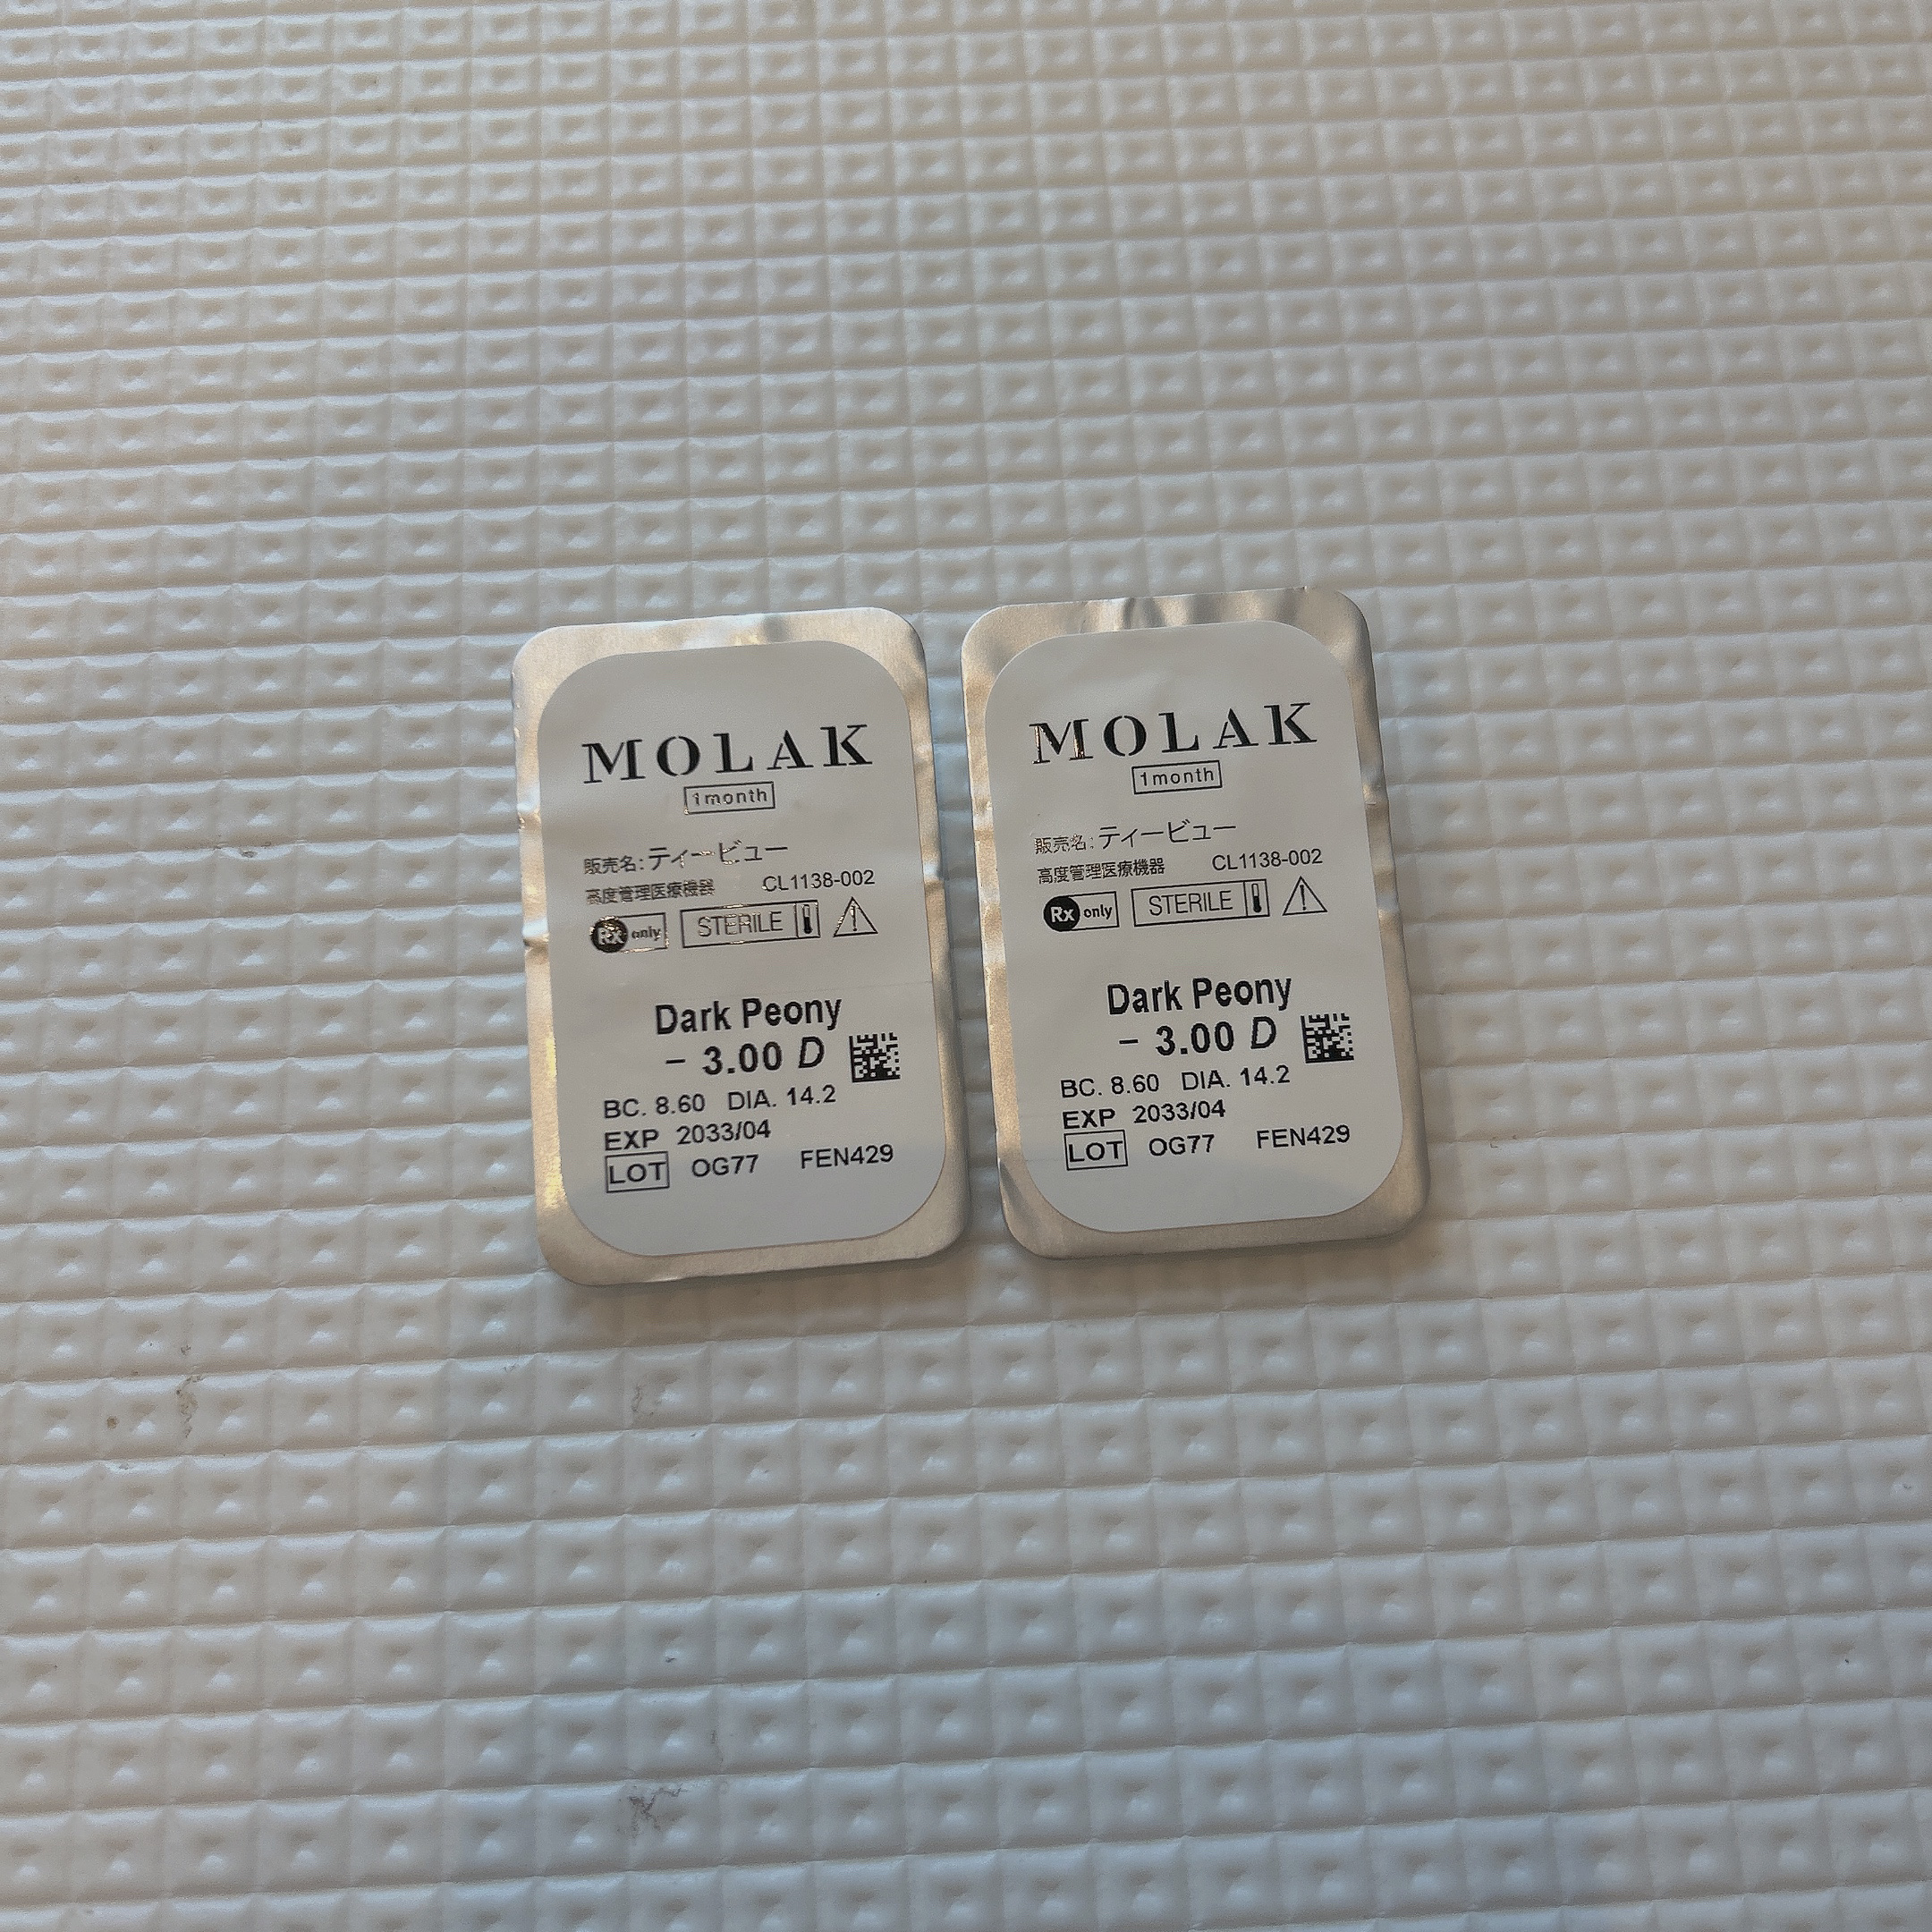 MOLAK
1month
販売名:ティービュー
高度管理医療機器 CL1138-002
Rx only STERILE
Dark Peony
− 3.00 D
BC. 8.60 DIA. 14.2
EXP 2033/04
LOT OG77 FEN429
MOLAK
1month
販売名:ティービュー
高度管理医療機器 CL1138-002
Rx only STERILE
Dark Peony
− 3.00 D
BC. 8.60 DIA. 14.2
EXP 2033/04
LOT OG77 FEN429